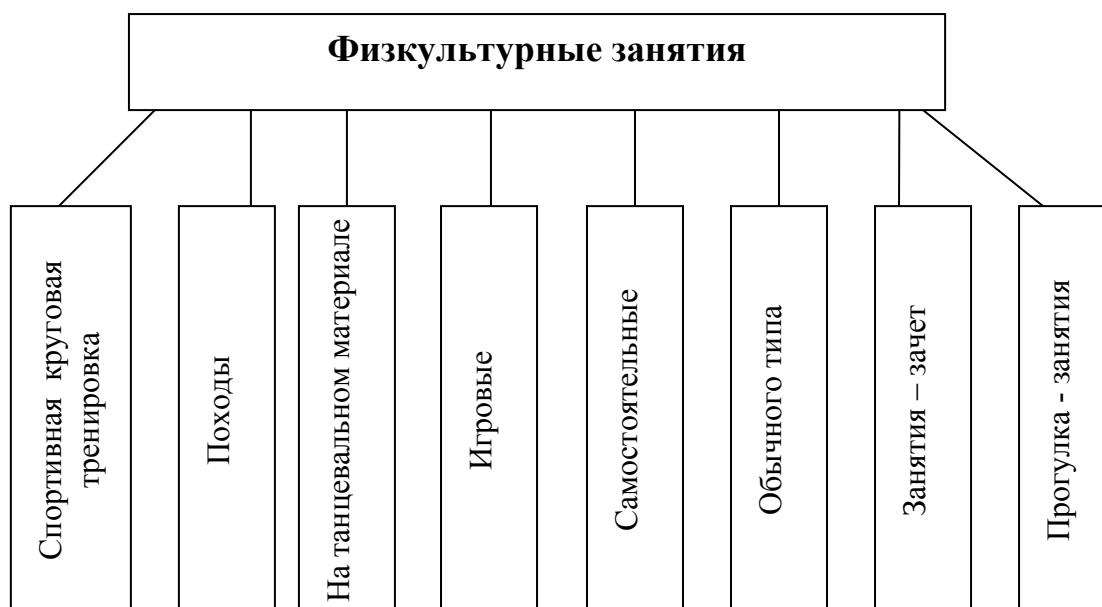 Физкультурные занятия
Спортивная круговая
тренировка
Походы
На танцевальном материале
Игровые
Самостоятельные
Обычного типа
Занятия – зачет
Прогулка - занятия